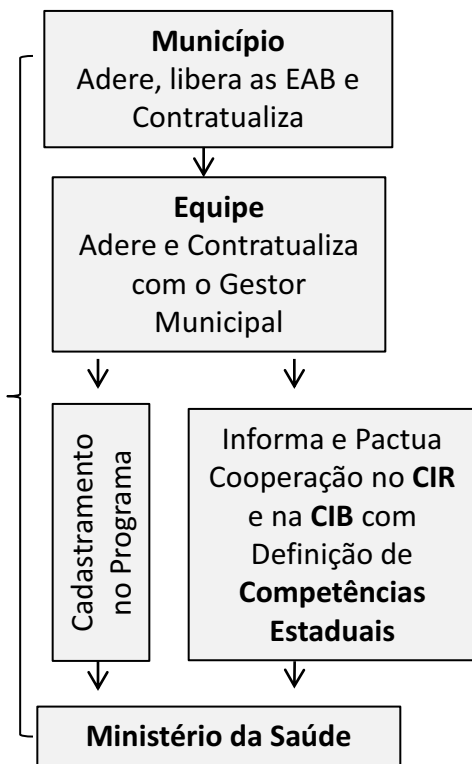 Município
Adere, libera as EAB e
Contratualiza
Equipe
Adere e Contratualiza
com o Gestor
Municipal
Cadastramento
no Programa
Informa e Pactua
Cooperação no CIR
e na CIB com
Definição de
Competências
Estaduais
Ministério da Saúde